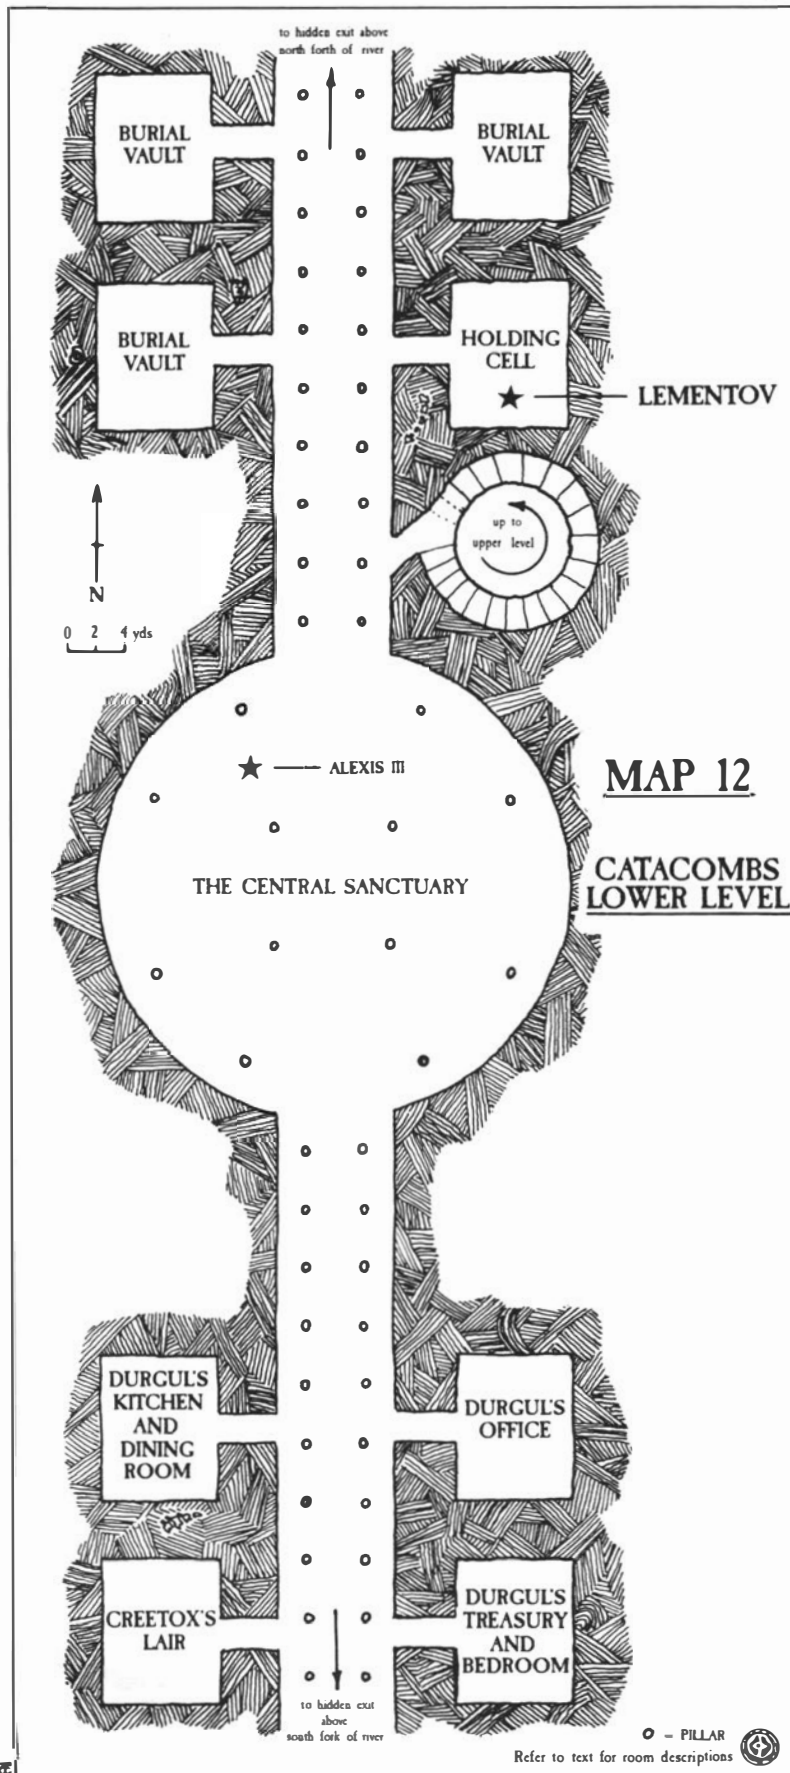 to hidden exit above
north forth of river
BURIAL
VAULT
BURIAL
VAULT
BURIAL
VAULT
HOLDING
CELL
LEMENTOV
up to
upper level
N
0 2 4 yds
ALEXIS III
MAP 12
THE CENTRAL SANCTUARY
CATACOMBS
LOWER LEVEL
DURGUL'S
KITCHEN
AND
DINING
ROOM
DURGUL'S
OFFICE
CREETOX'S
LAIR
DURGUL'S
TREASURY
AND
BEDROOM
to hidden exit
above
south fork of river
= PILLAR
Refer to text for room descriptions